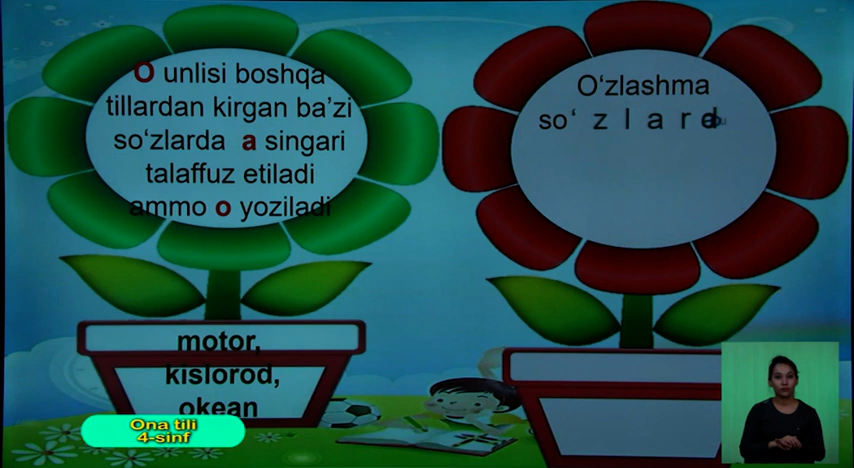 O unlisi boshqa
tillardan kirgan ba’zi
so‘zlarda a singari
talaffuz etiladi
ammo o yoziladi
motor,
kislorod,
okean
O‘zlashma
so‘zlard
Ona tili
4-sinf